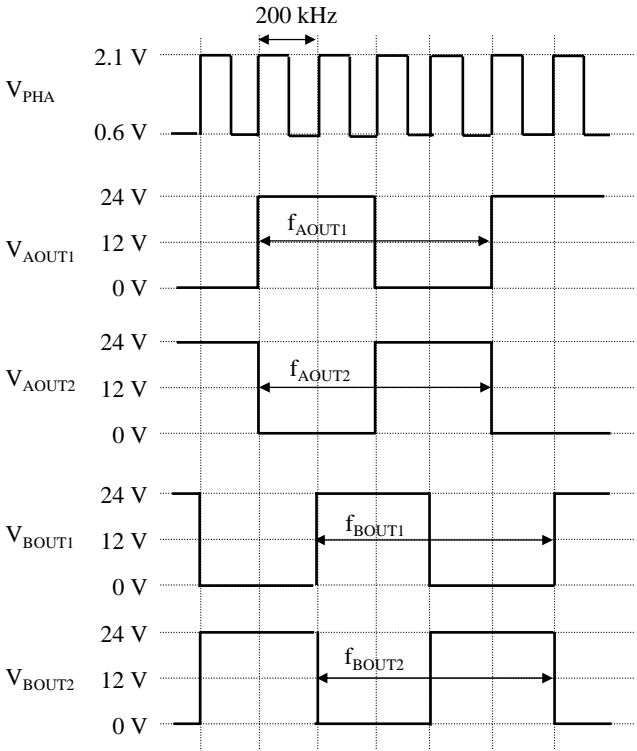 200 kHz
2.1 V
V_PHA
0.6 V
24 V
f_AOUT1
12 V
V_AOUT1
0 V
24 V
f_AOUT2
V_AOUT2 12 V
0 V
24 V
f_BOUT1
V_BOUT1 12 V
0 V
24 V
f_BOUT2
V_BOUT2 12 V
0 V